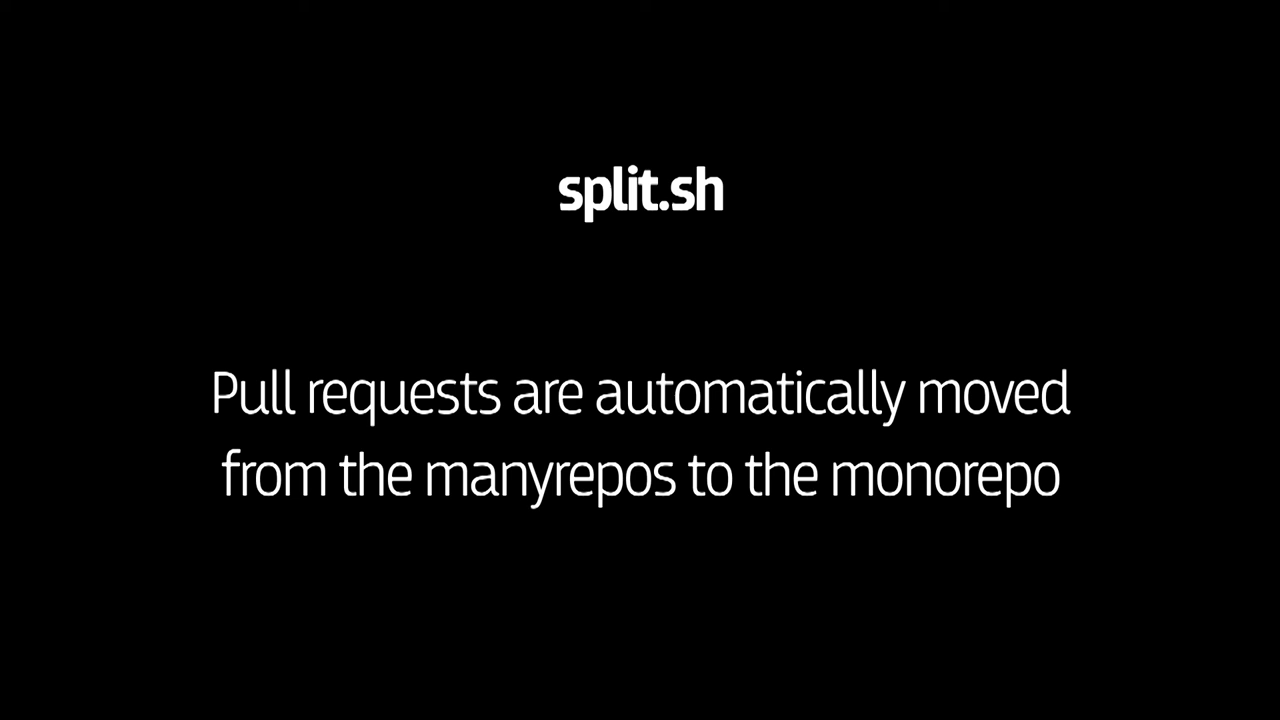 split.sh
Pull requests are automatically moved
from the manyrepos to the monorepo